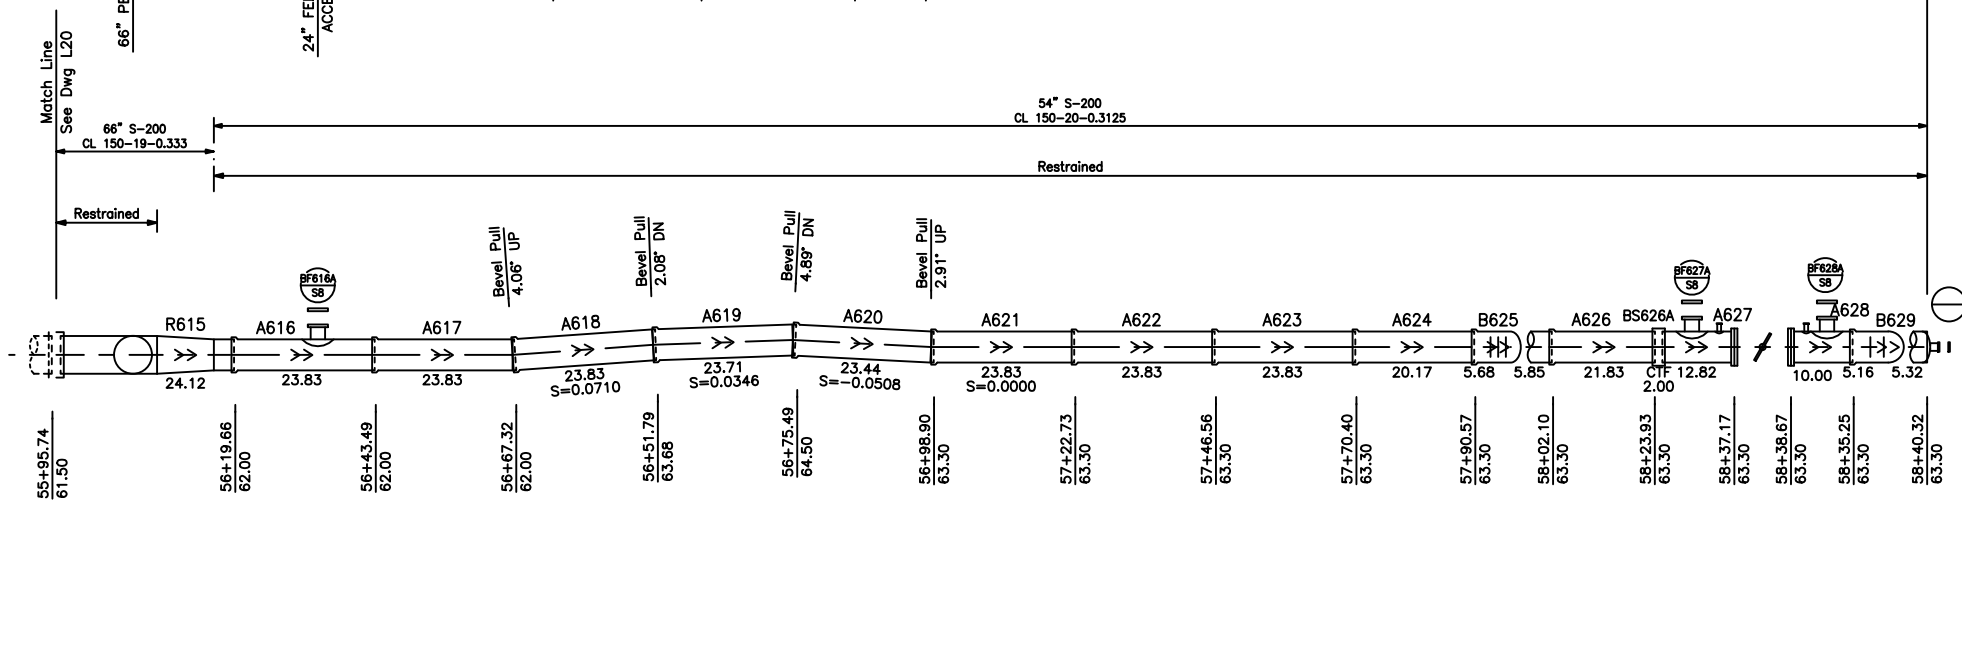 66" PE
24" FE
ACCE
Match Line
See Dwg L20
66" S-200
CL 150-19-0.333
54" S-200
CL 150-20-0.3125
Restrained
Restrained
Bevel Pull
4.06° UP
Bevel Pull
2.08° DN
Bevel Pull
4.89° DN
Bevel Pull
2.91° UP
BF616A
S8
BF627A
S8
BF628A
S8
R615
A616
A617
A618
A619
A620
A621
A622
A623
A624
B625
A626
BS626A
A627
A628
B629
24.12
23.83
23.83
23.83
S=0.0710
23.71
S=0.0346
23.44
S=-0.0508
23.83
S=0.0000
23.83
23.83
20.17
5.68
5.85
21.83
CTF
2.00
12.82
10.00
5.16
5.32
55+95.74
61.50
56+19.66
62.00
56+43.49
62.00
56+67.32
62.00
56+51.79
63.68
56+75.49
64.50
56+98.90
63.30
57+22.73
63.30
57+46.56
63.30
57+70.40
63.30
57+90.57
63.30
58+02.10
63.30
58+23.93
63.30
58+37.17
63.30
58+38.67
63.30
58+35.25
63.30
58+40.32
63.30